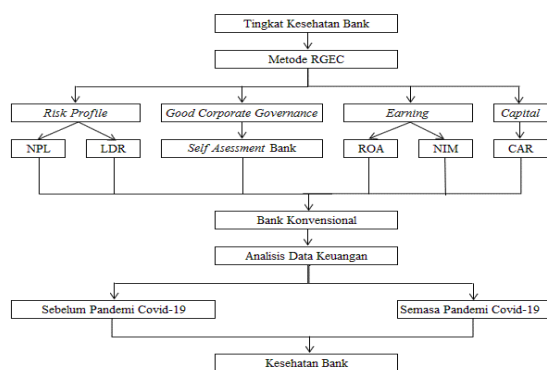 Tingkat Kesehatan Bank
Metode RGEC
Risk Profile
Good Corporate Governance
Earning
Capital
NPL
LDR
Self Asessment Bank
ROA
NIM
CAR
Bank Konvensional
Analisis Data Keuangan
Sebelum Pandemi Covid-19
Semasa Pandemi Covid-19
Kesehatan Bank